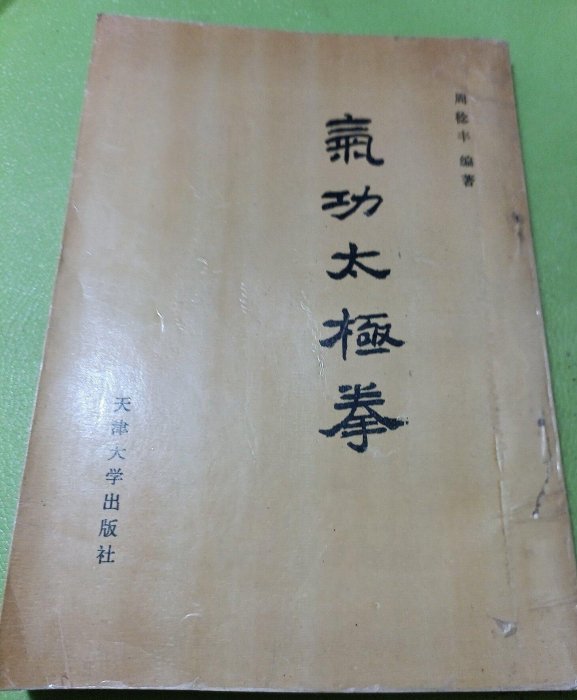 周稔丰 编著
氣功太極拳
天津大学出版社